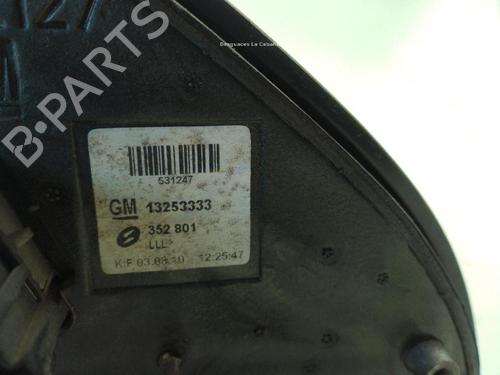 Desguaces La Cabaña
B-PARTS
531247
GM 13253333
352 801
LLL
K:F 03.08.10 12:25:47